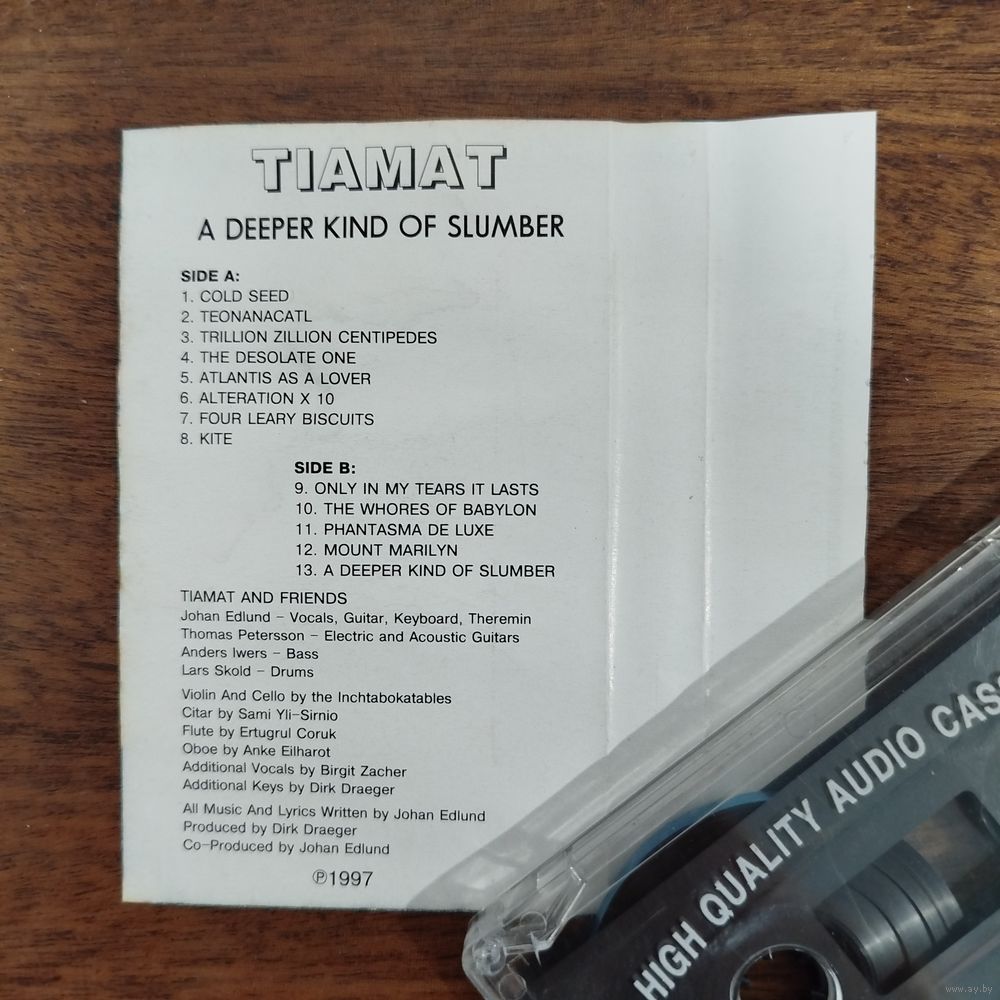 TIAMAT
A DEEPER KIND OF SLUMBER
SIDE A:
1. COLD SEED
2. TEONANACATL
3. TRILLION ZILLION CENTIPEDES
4. THE DESOLATE ONE
5. ATLANTIS AS A LOVER
6. ALTERATION X 10
7. FOUR LEARY BISCUITS
8. KITE
SIDE B:
9. ONLY IN MY TEARS IT LASTS
10. THE WHORES OF BABYLON
11. PHANTASMA DE LUXE
12. MOUNT MARILYN
13. A DEEPER KIND OF SLUMBER
TIAMAT AND FRIENDS
Johan Edlund – Vocals, Guitar, Keyboard, Theremin
Thomas Petersson – Electric and Acoustic Guitars
Anders Iwers – Bass
Lars Skold – Drums
Violin And Cello by the Inchtabokatables
Citar by Sami Yli-Sirnio
Flute by Ertugrul Coruk
Oboe by Anke Eilharot
Additional Vocals by Birgit Zacher
Additional Keys by Dirk Draeger
All Music And Lyrics Written by Johan Edlund
Produced by Dirk Draeger
Co-Produced by Johan Edlund
℗1997
HIGH QUALITY AUDIO CASS
www.ay.by